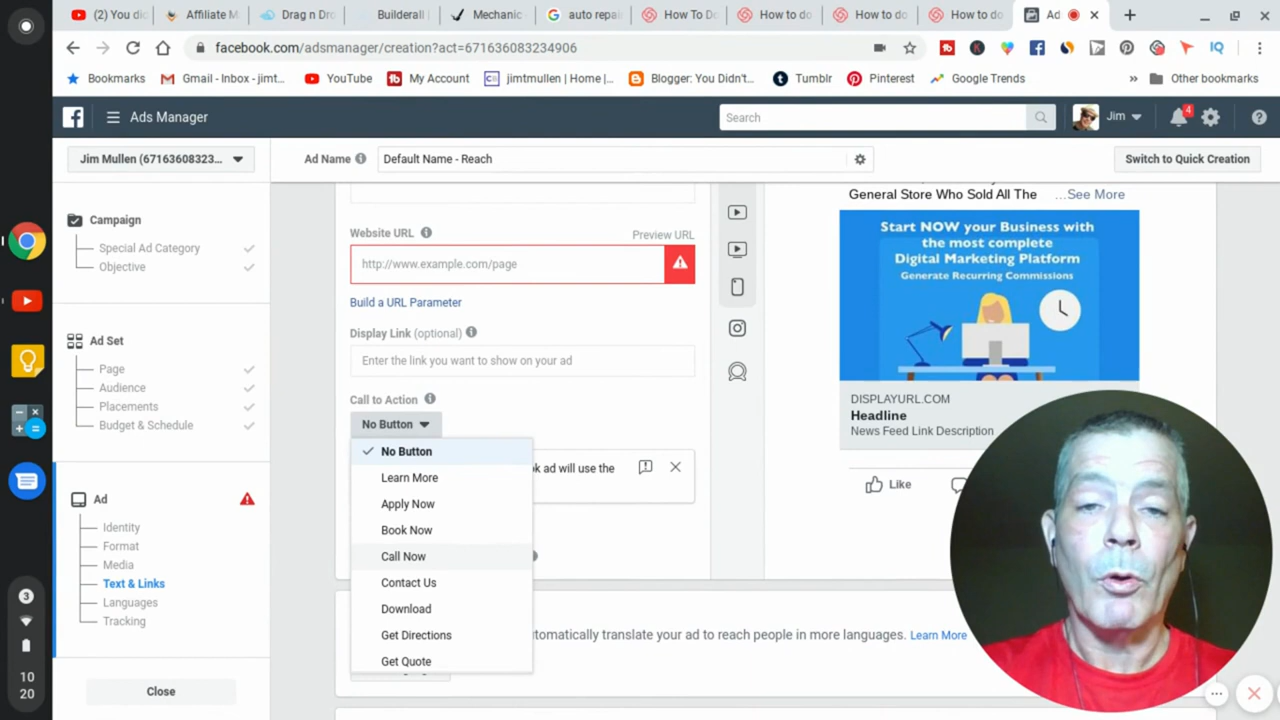 (2) You di
Affiliate M
Drag n Dro
Builderall
Mechanic
auto repai
How To De
How to do
How to do
How to do
Ad
facebook.com/adsmanager/creation?act=671636083234906
Bookmarks
Gmail - Inbox - jimt...
YouTube
My Account
jimtmullen | Home |...
Blogger: You Didn't...
Tumblr
Pinterest
Google Trends
»
Other bookmarks
Ads Manager
Search
Jim
4
Jim Mullen (67163608323...
Ad Name
Default Name - Reach
Switch to Quick Creation
Campaign
Special Ad Category
Objective
Ad Set
Page
Audience
Placements
Budget & Schedule
Ad
Identity
Format
Media
Text & Links
Languages
Tracking
Close
Website URL
Preview URL
http://www.example.com/page
Build a URL Parameter
Display Link (optional)
Enter the link you want to show on your ad
Call to Action
No Button
No Button
Learn More
Apply Now
Book Now
Call Now
Contact Us
Download
Get Directions
Get Quote
ok ad will use the
utomatically translate your ad to reach people in more languages. Learn More
General Store Who Sold All The ...See More
Start NOW your Business with
the most complete
Digital Marketing Platform
Generate Recurring Commissions
DISPLAYURL.COM
Headline
News Feed Link Description
Like
3
10
20